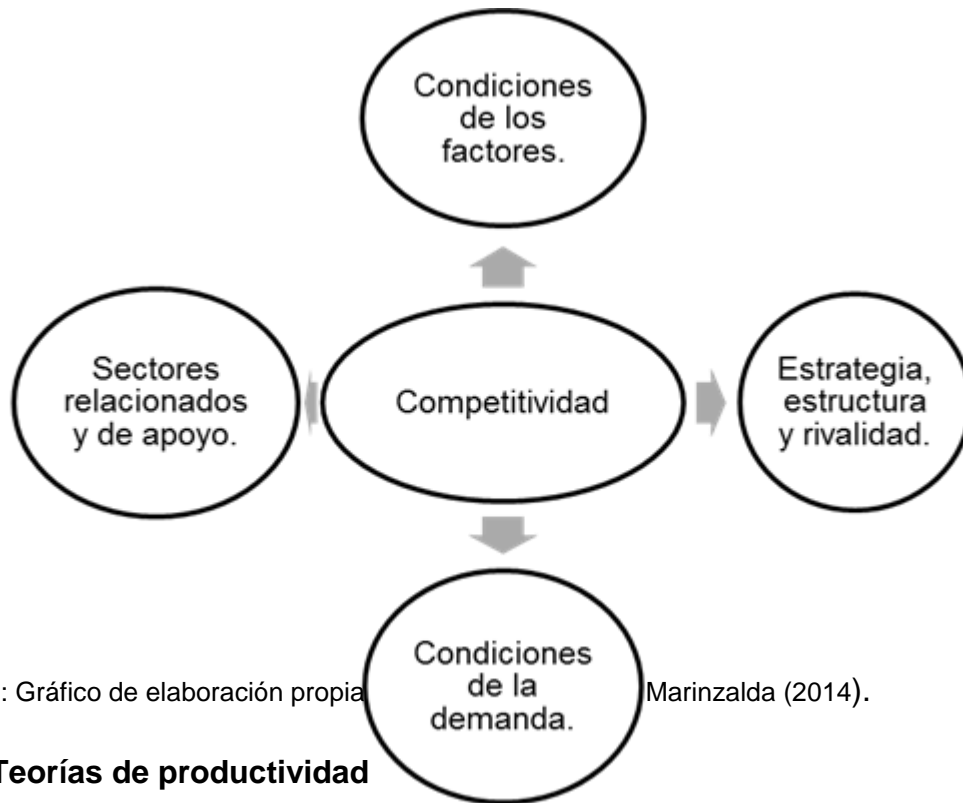 Condiciones
de los
factores.
Sectores
relacionados
y de apoyo.
Competitividad
Estrategia,
estructura
y rivalidad.
Condiciones
de la
demanda.
: Gráfico de elaboración propia
Marinzalda (2014).
Teorías de productividad